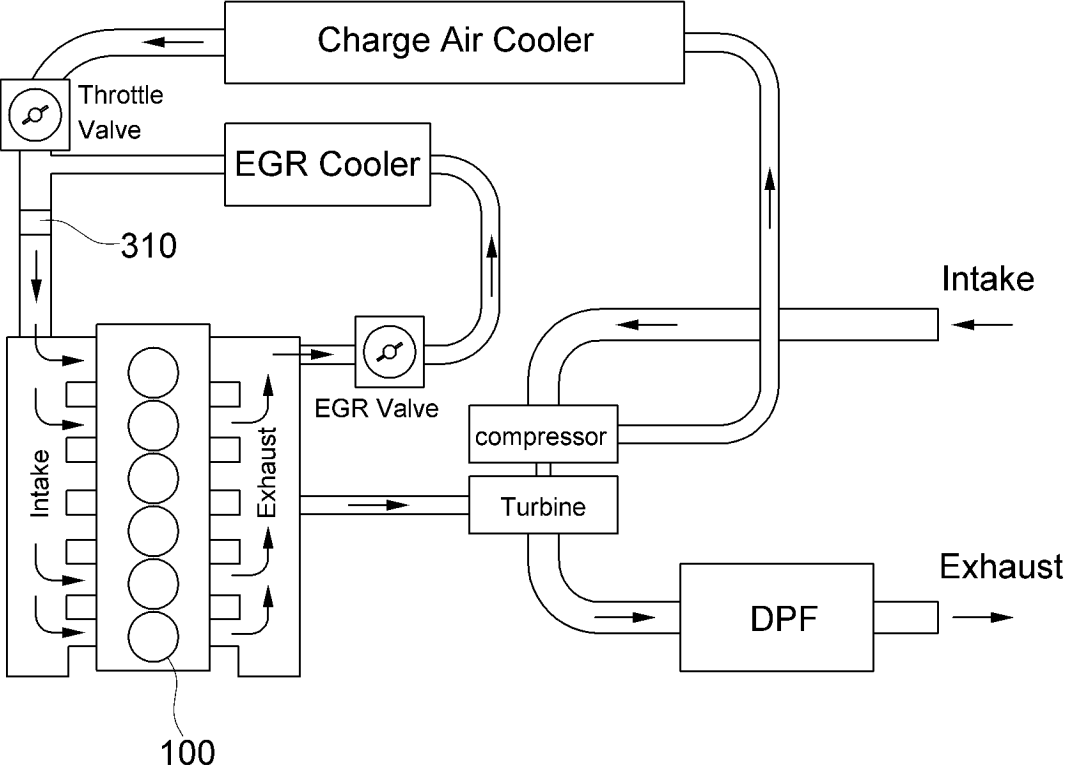 Charge Air Cooler
Throttle
Valve
EGR Cooler
310
Intake
EGR Valve
compressor
Intake
Exhaust
Turbine
Exhaust
DPF
100